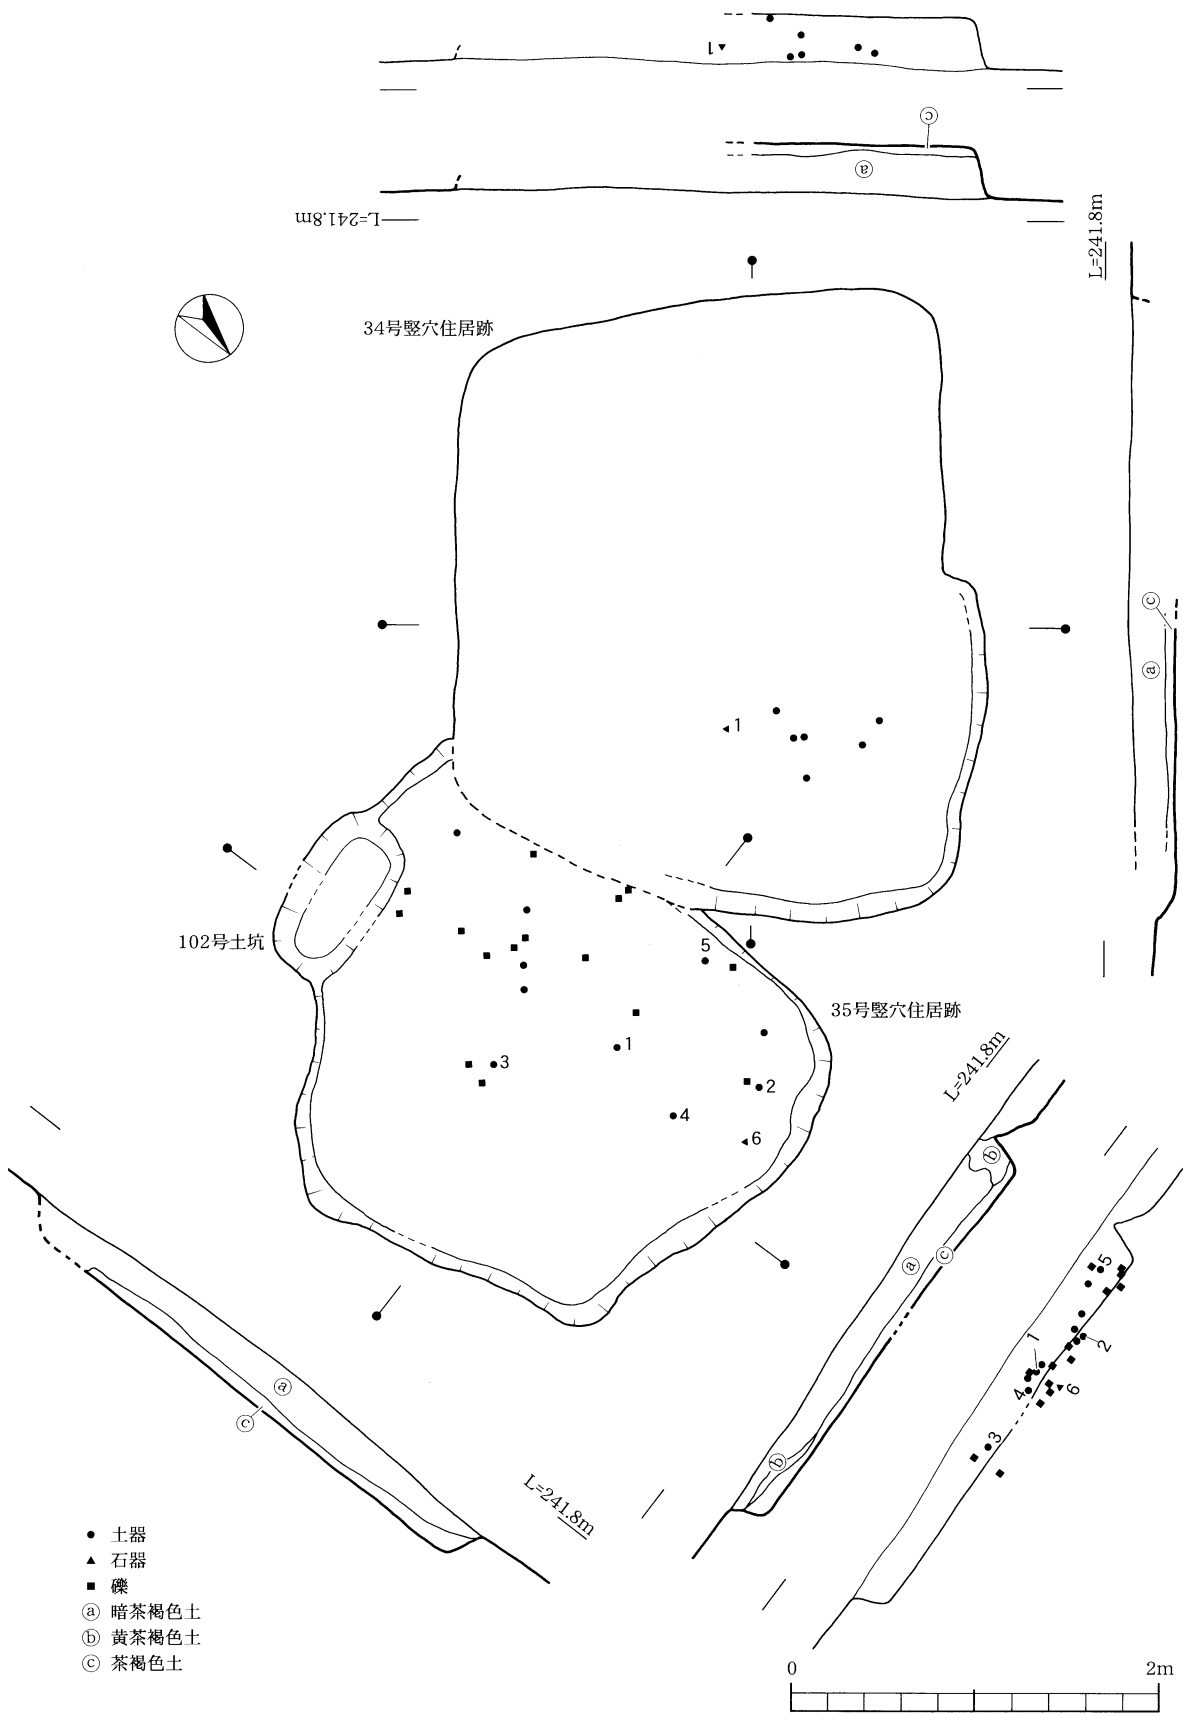 1
ⓒ
ⓐ
L=241.8m
L=241.8m
34号竪穴住居跡
ⓒ
ⓐ
1
102号土坑
5
35号竪穴住居跡
1
3
2
4
6
L=241.8m
ⓑ
ⓐ
ⓒ
ⓑ
5
1
2
4
6
3
ⓐ
ⓒ
L=241.8m
● 土器
▲ 石器
■ 礫
ⓐ 暗茶褐色土
ⓑ 黄茶褐色土
ⓒ 茶褐色土
0 2m